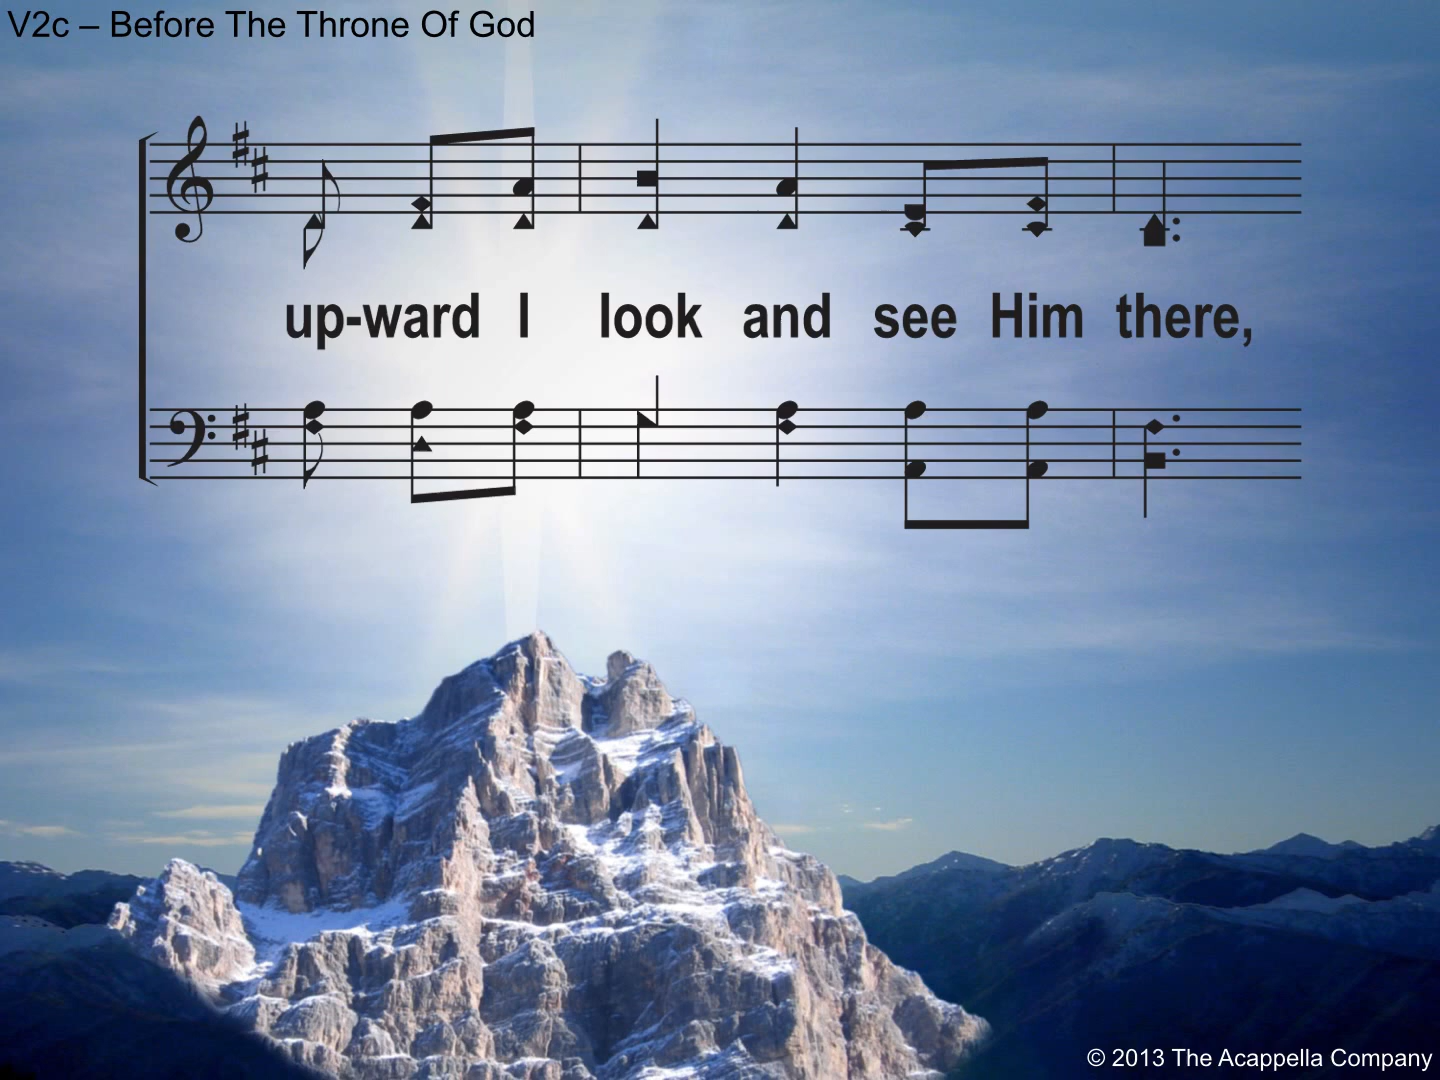 V2c – Before The Throne Of God
up-ward I look and see Him there,
© 2013 The Acappella Company